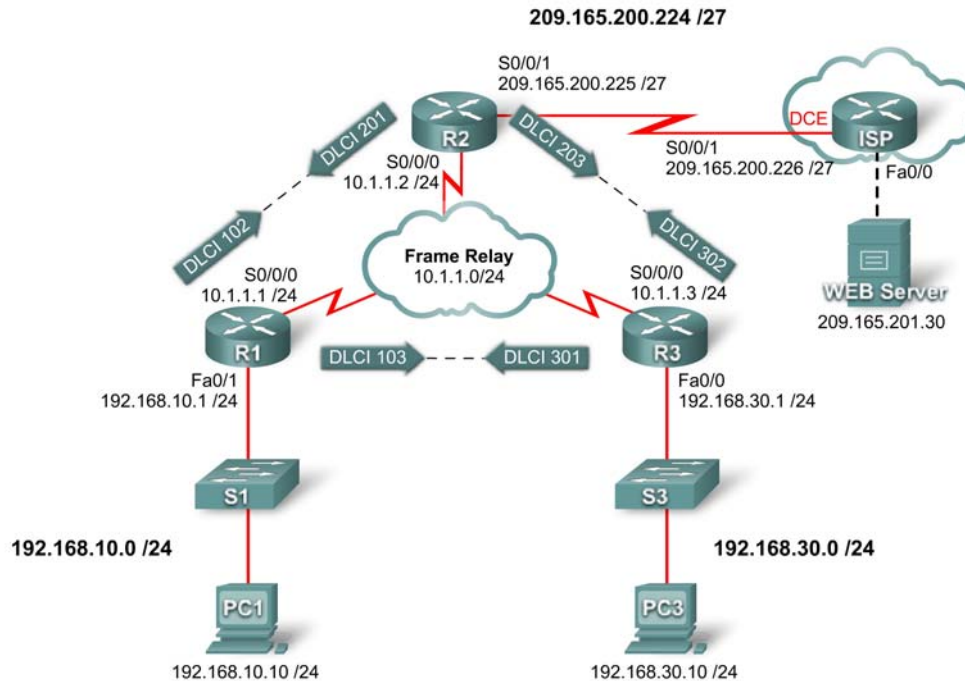 209.165.200.224 /27
S0/0/1
209.165.200.225 /27
R2
DLCI 201
DLCI 203
S0/0/0
10.1.1.2 /24
DCE
ISP
S0/0/1
209.165.200.226 /27
Fa0/0
DLCI 102
DLCI 302
Frame Relay
10.1.1.0/24
S0/0/0
10.1.1.1 /24
S0/0/0
10.1.1.3 /24
WEB Server
209.165.201.30
R1
DLCI 103
DLCI 301
R3
Fa0/1
192.168.10.1 /24
Fa0/0
192.168.30.1 /24
S1
S3
192.168.10.0 /24
192.168.30.0 /24
PC1
PC3
192.168.10.10 /24
192.168.30.10 /24